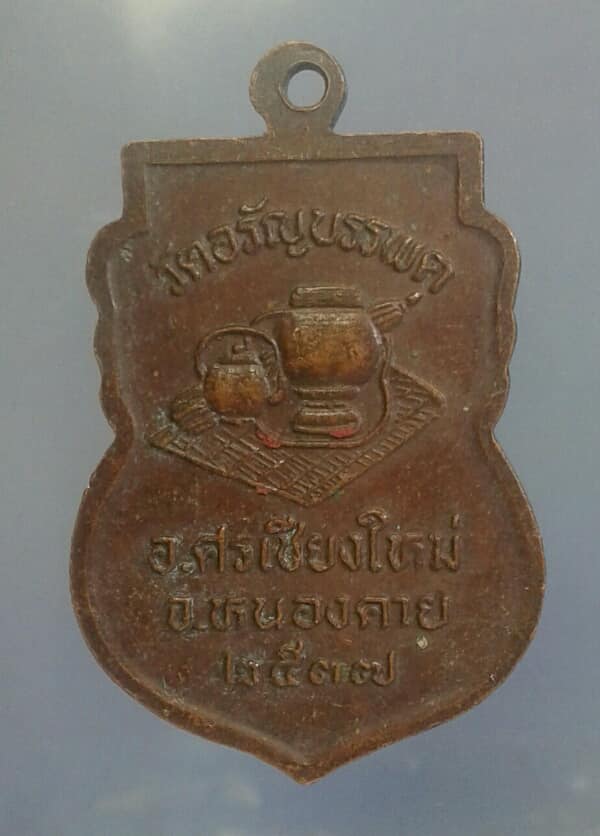 วัดอรัญบรรพต
อ.ศรีเชียงใหม่
จ.หนองคาย
๒๕๓๗